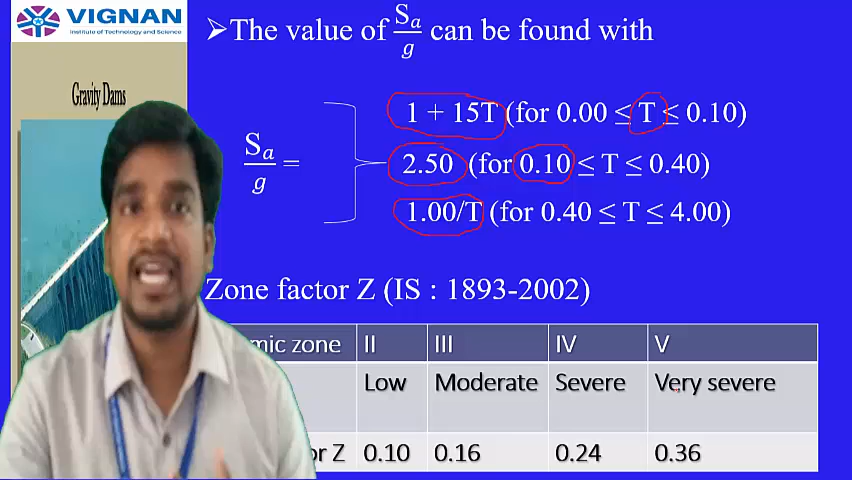 VIGNAN
Institute of Technology and Science
Gravity Dams
➢The value of Sa/g can be found with
Sa/g =
1 + 15T (for 0.00 ≤ T ≤ 0.10)
2.50 (for 0.10 ≤ T ≤ 0.40)
1.00/T (for 0.40 ≤ T ≤ 4.00)
Zone factor Z (IS : 1893-2002)
zone II III IV V
Low Moderate Severe Very severe
Z 0.10 0.16 0.24 0.36